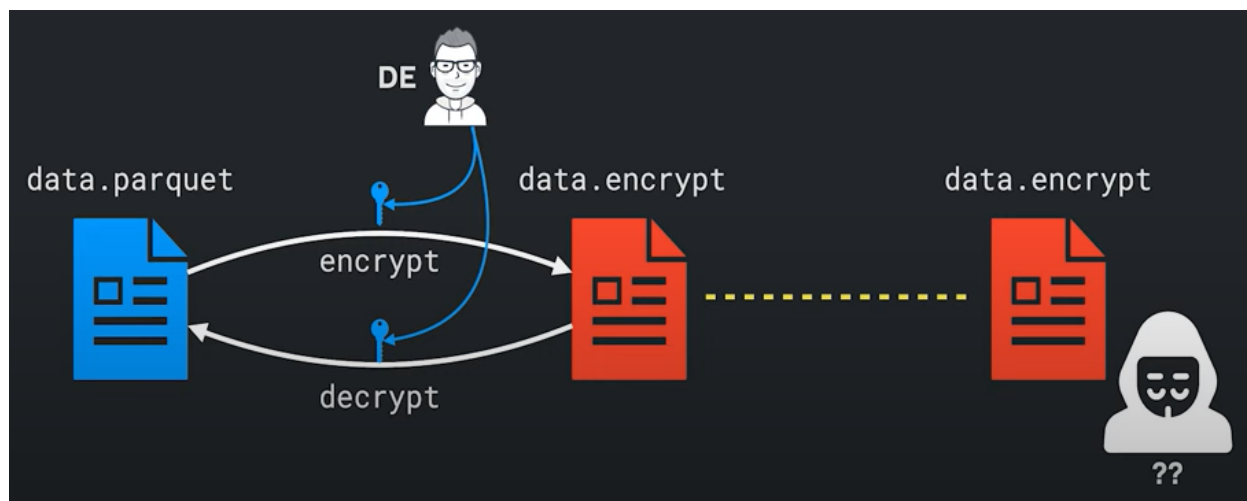 DE
data.parquet
data.encrypt
data.encrypt
encrypt
decrypt
??